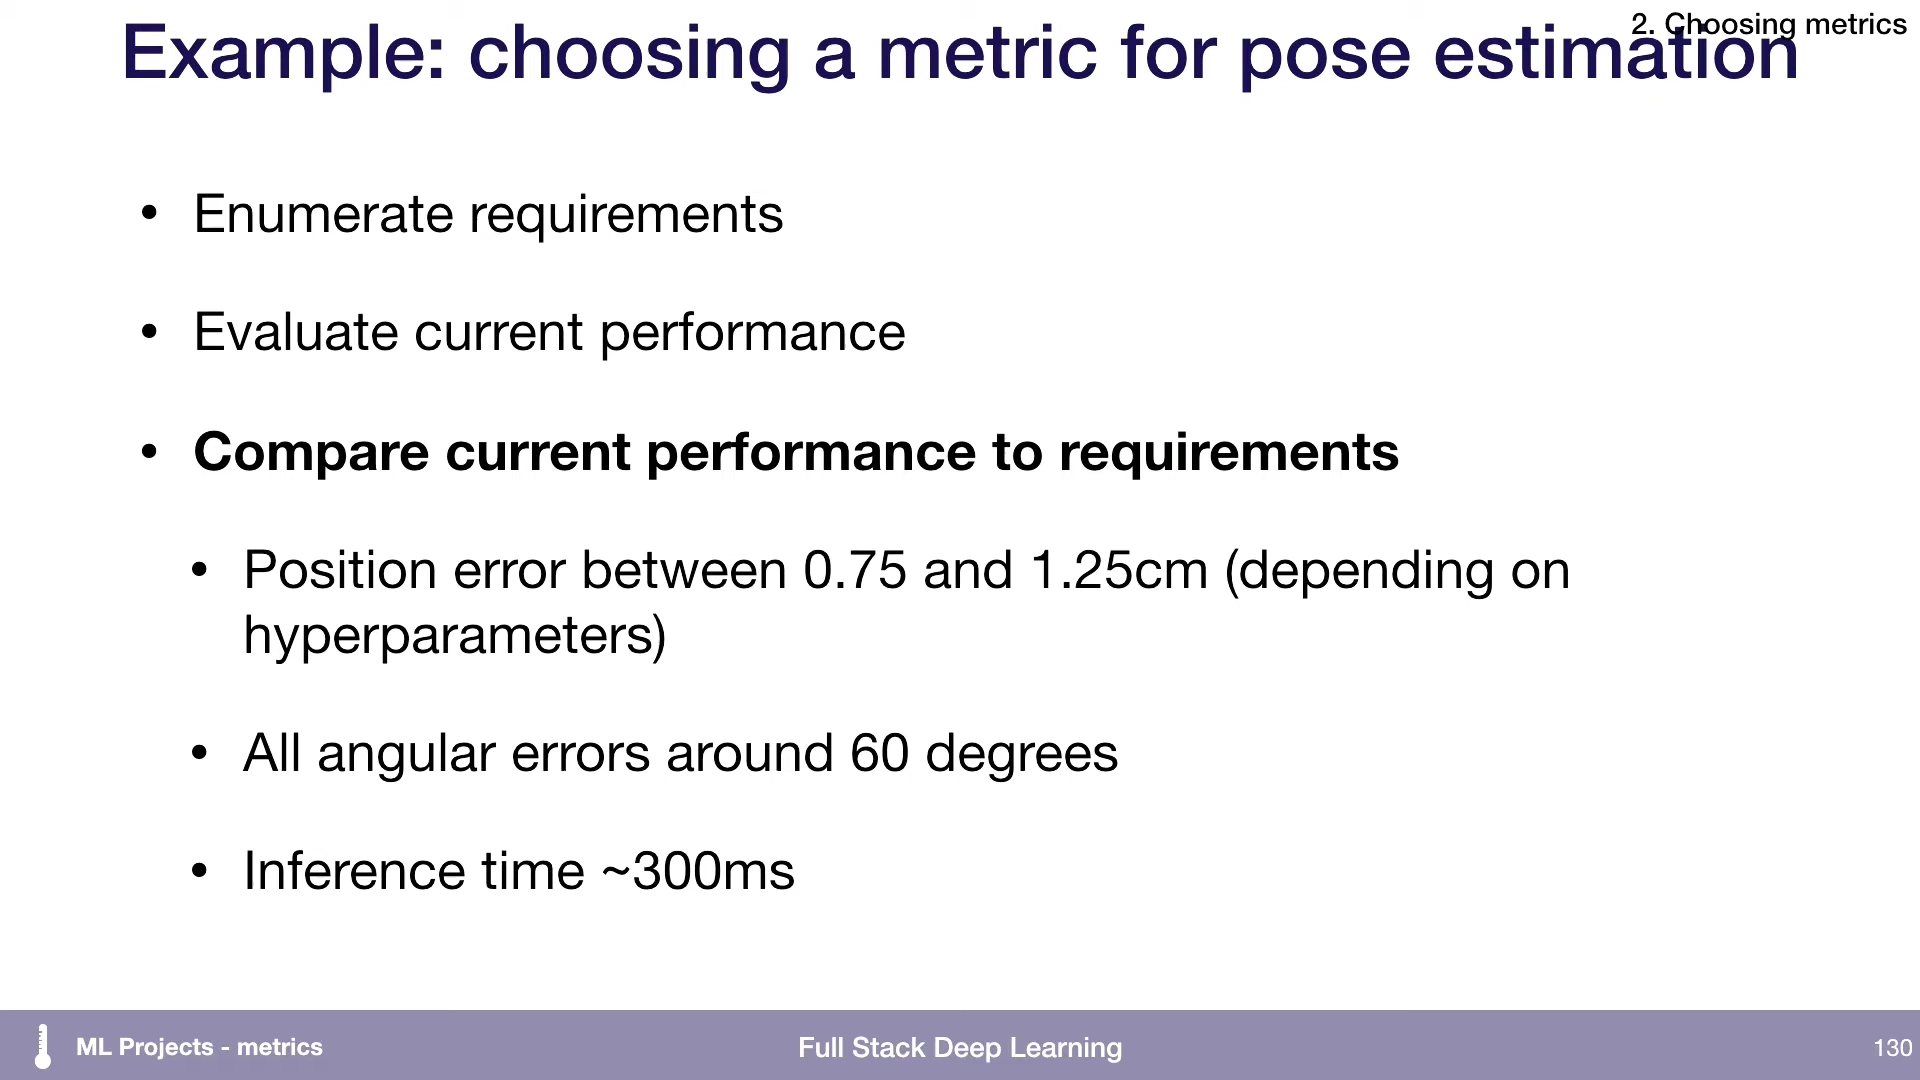 2. Choosing metrics
Example: choosing a metric for pose estimation
• Enumerate requirements
• Evaluate current performance
• Compare current performance to requirements
• Position error between 0.75 and 1.25cm (depending on
hyperparameters)
• All angular errors around 60 degrees
• Inference time ~300ms
ML Projects - metrics
Full Stack Deep Learning
130